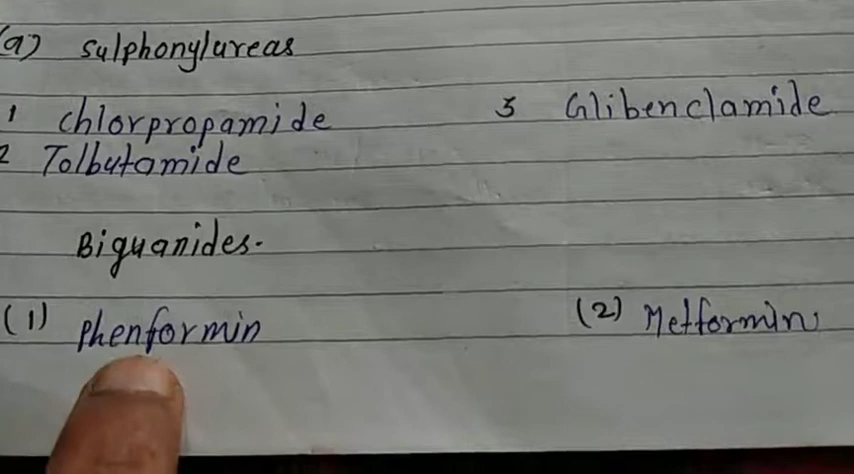 (a) Sulphonylureas
1 chlorpropamide 3 Glibenclamide
2 Tolbutamide
Biguanides.
(1) Phenformin (2) Metformin